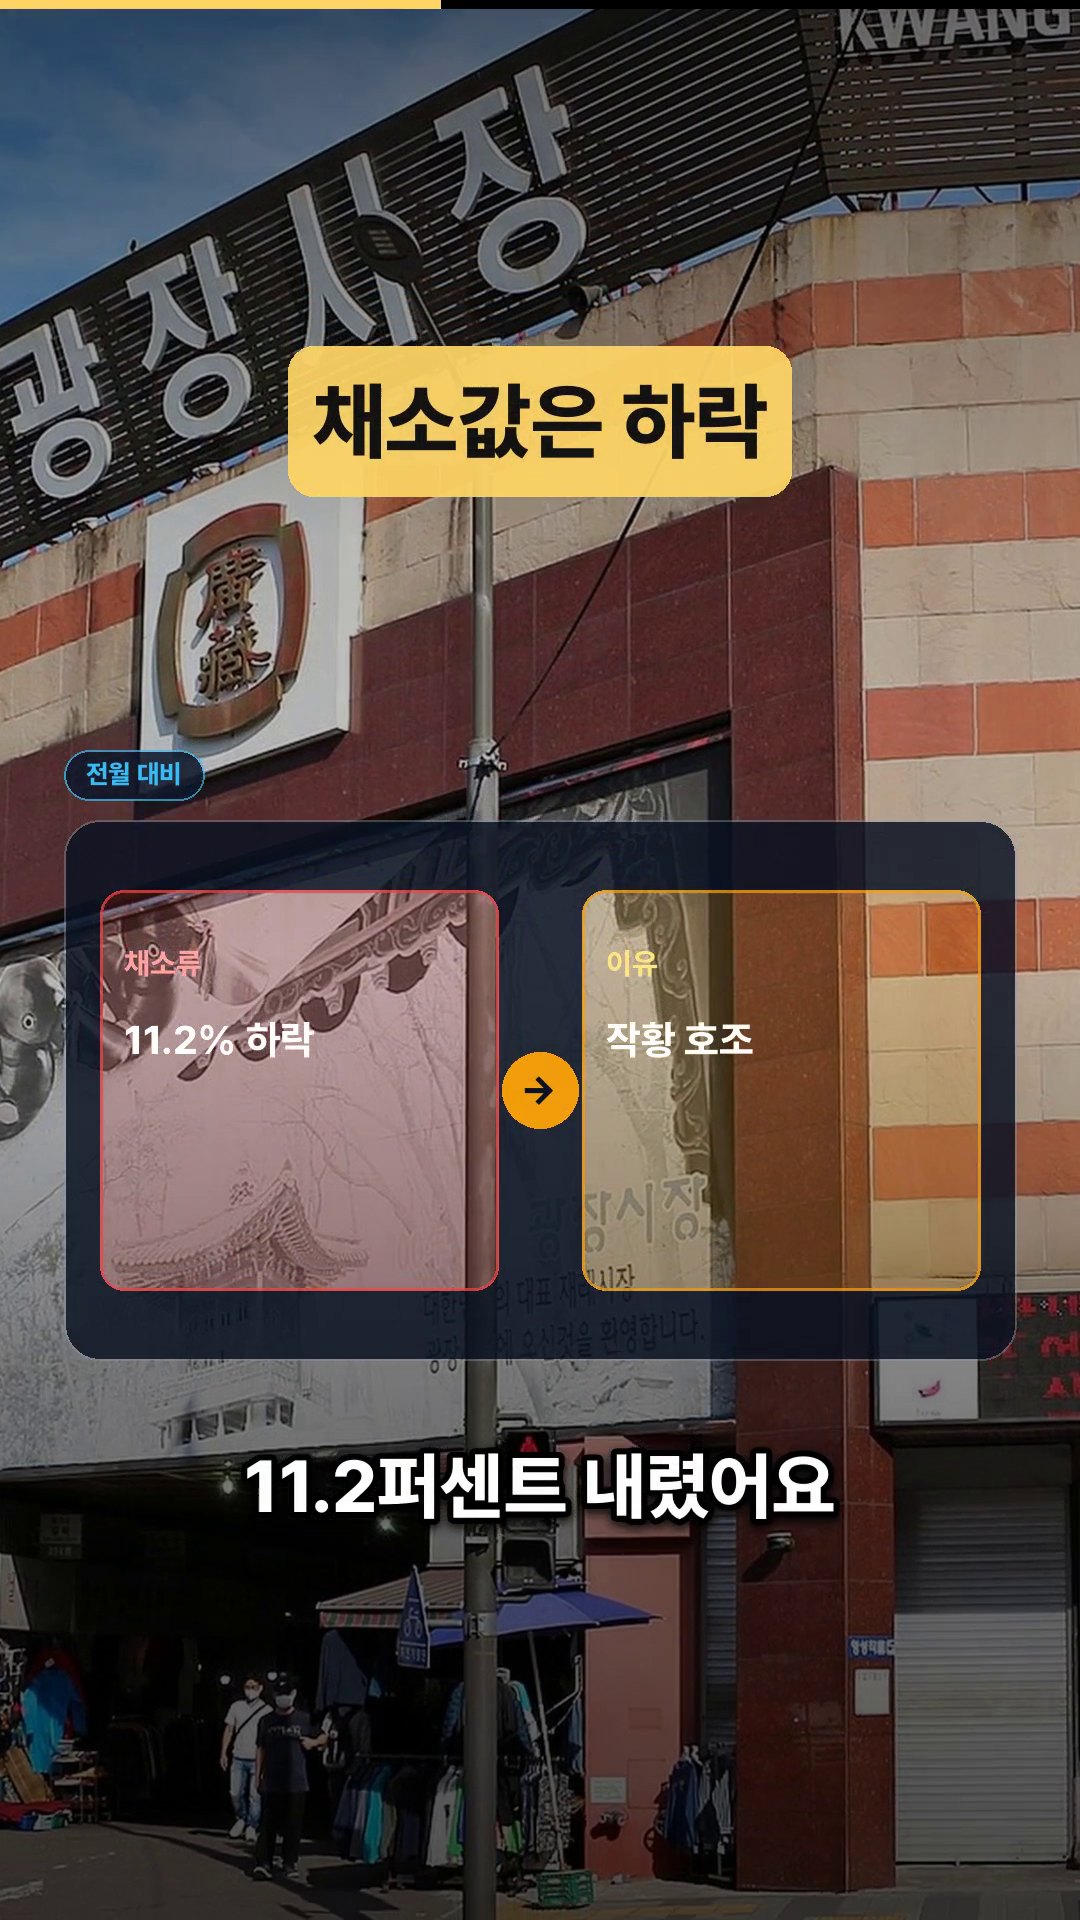 KWANG
광장시장
채소값은 하락
廣藏
전월 대비
채소류
이유
11.2% 하락
작황 호조
→
광장시장
11.2퍼센트 내렸어요